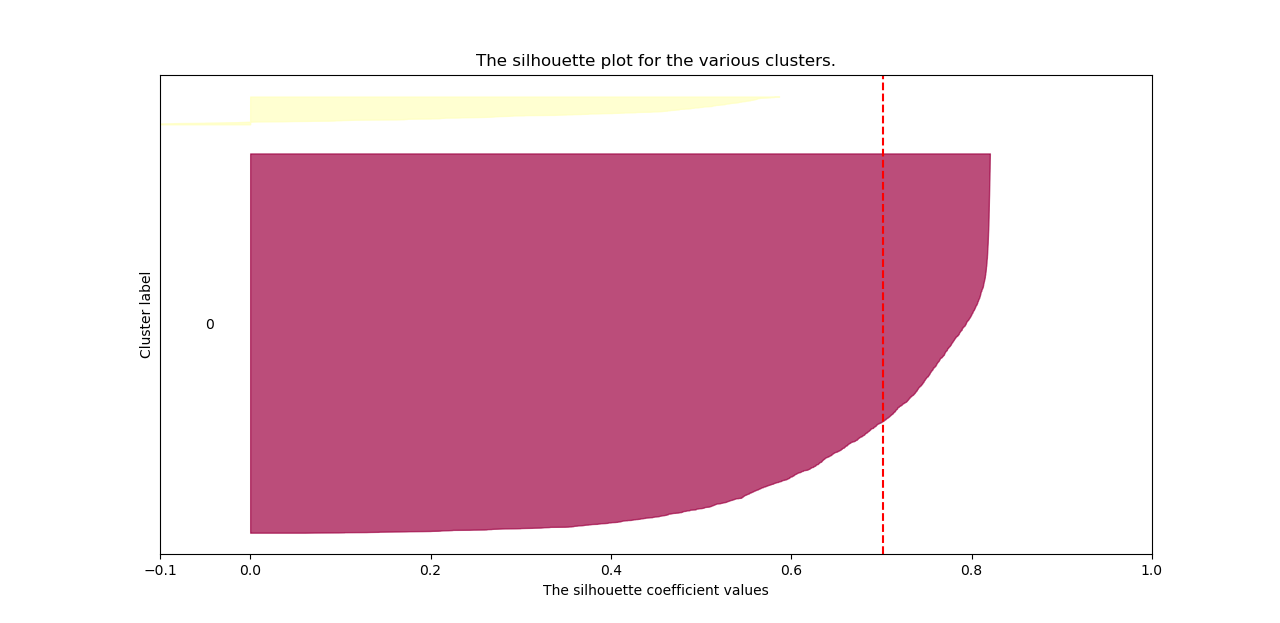 The silhouette plot for the various clusters.
Cluster label
0
−0.1 0.0 0.2 0.4 0.6 0.8 1.0
The silhouette coefficient values